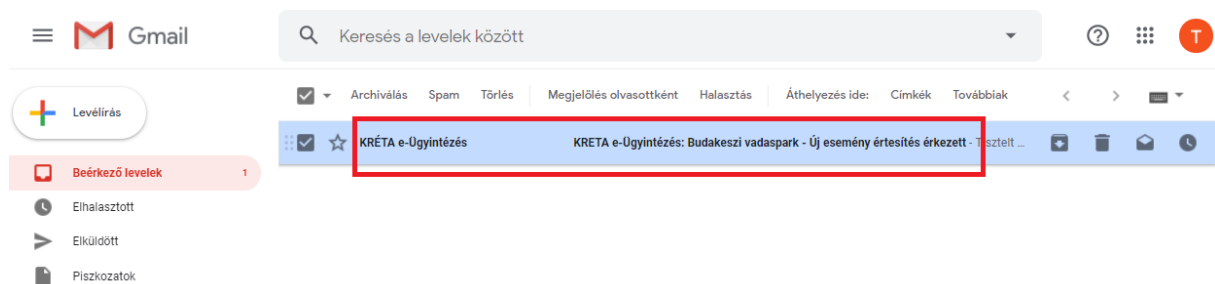 Gmail
Keresés a levelek között
T
Levélírás
Archiválás Spam Törlés Megjelölés olvasottként Halasztás Áthelyezés ide: Címkék Továbbiak
KRÉTA e-Ügyintézés KRETA e-Ügyintézés: Budakeszi vadaspark - Új esemény értesítés érkezett - Tisztelt ...
Beérkező levelek 1
Elhalasztott
Elküldött
Piszkozatok